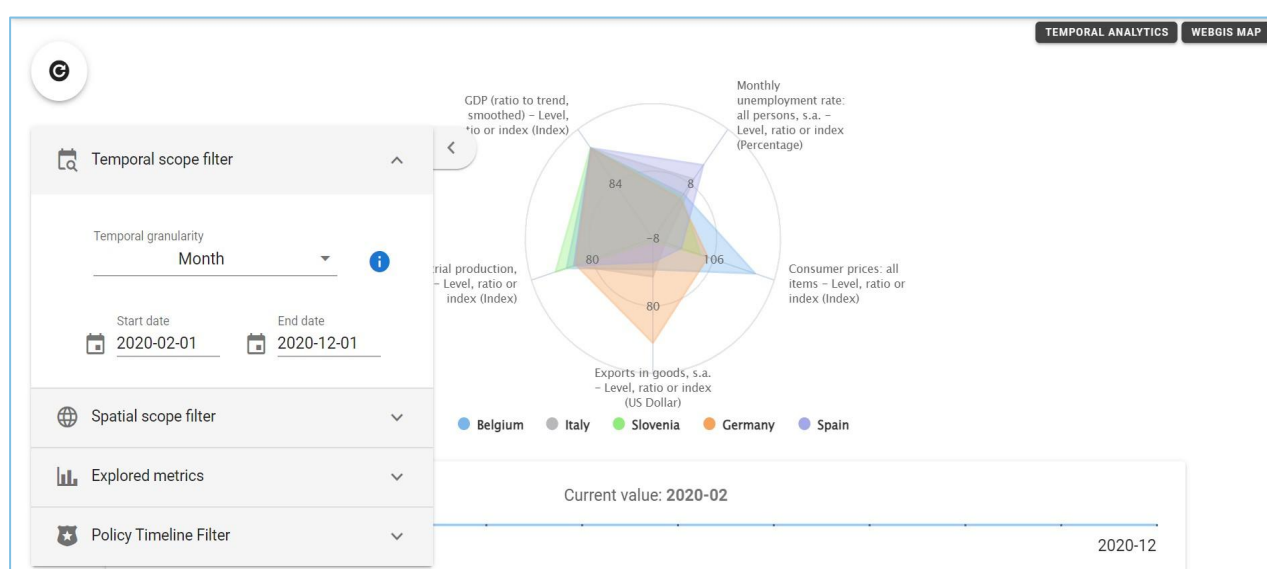 TEMPORAL ANALYTICS
WEBGIS MAP
Temporal scope filter
Temporal granularity
Month
Start date
2020-02-01
End date
2020-12-01
Spatial scope filter
Explored metrics
Policy Timeline Filter
GDP (ratio to trend,
smoothed) – Level,
or index (Index)
Monthly
unemployment rate:
all persons, s.a. –
Level, ratio or index
(Percentage)
84
8
-8
80
106
80
production,
– Level, ratio or
index (Index)
Consumer prices: all
items – Level, ratio or
index (Index)
Exports in goods, s.a.
– Level, ratio or index
(US Dollar)
Belgium
Italy
Slovenia
Germany
Spain
Current value: 2020-02
2020-12